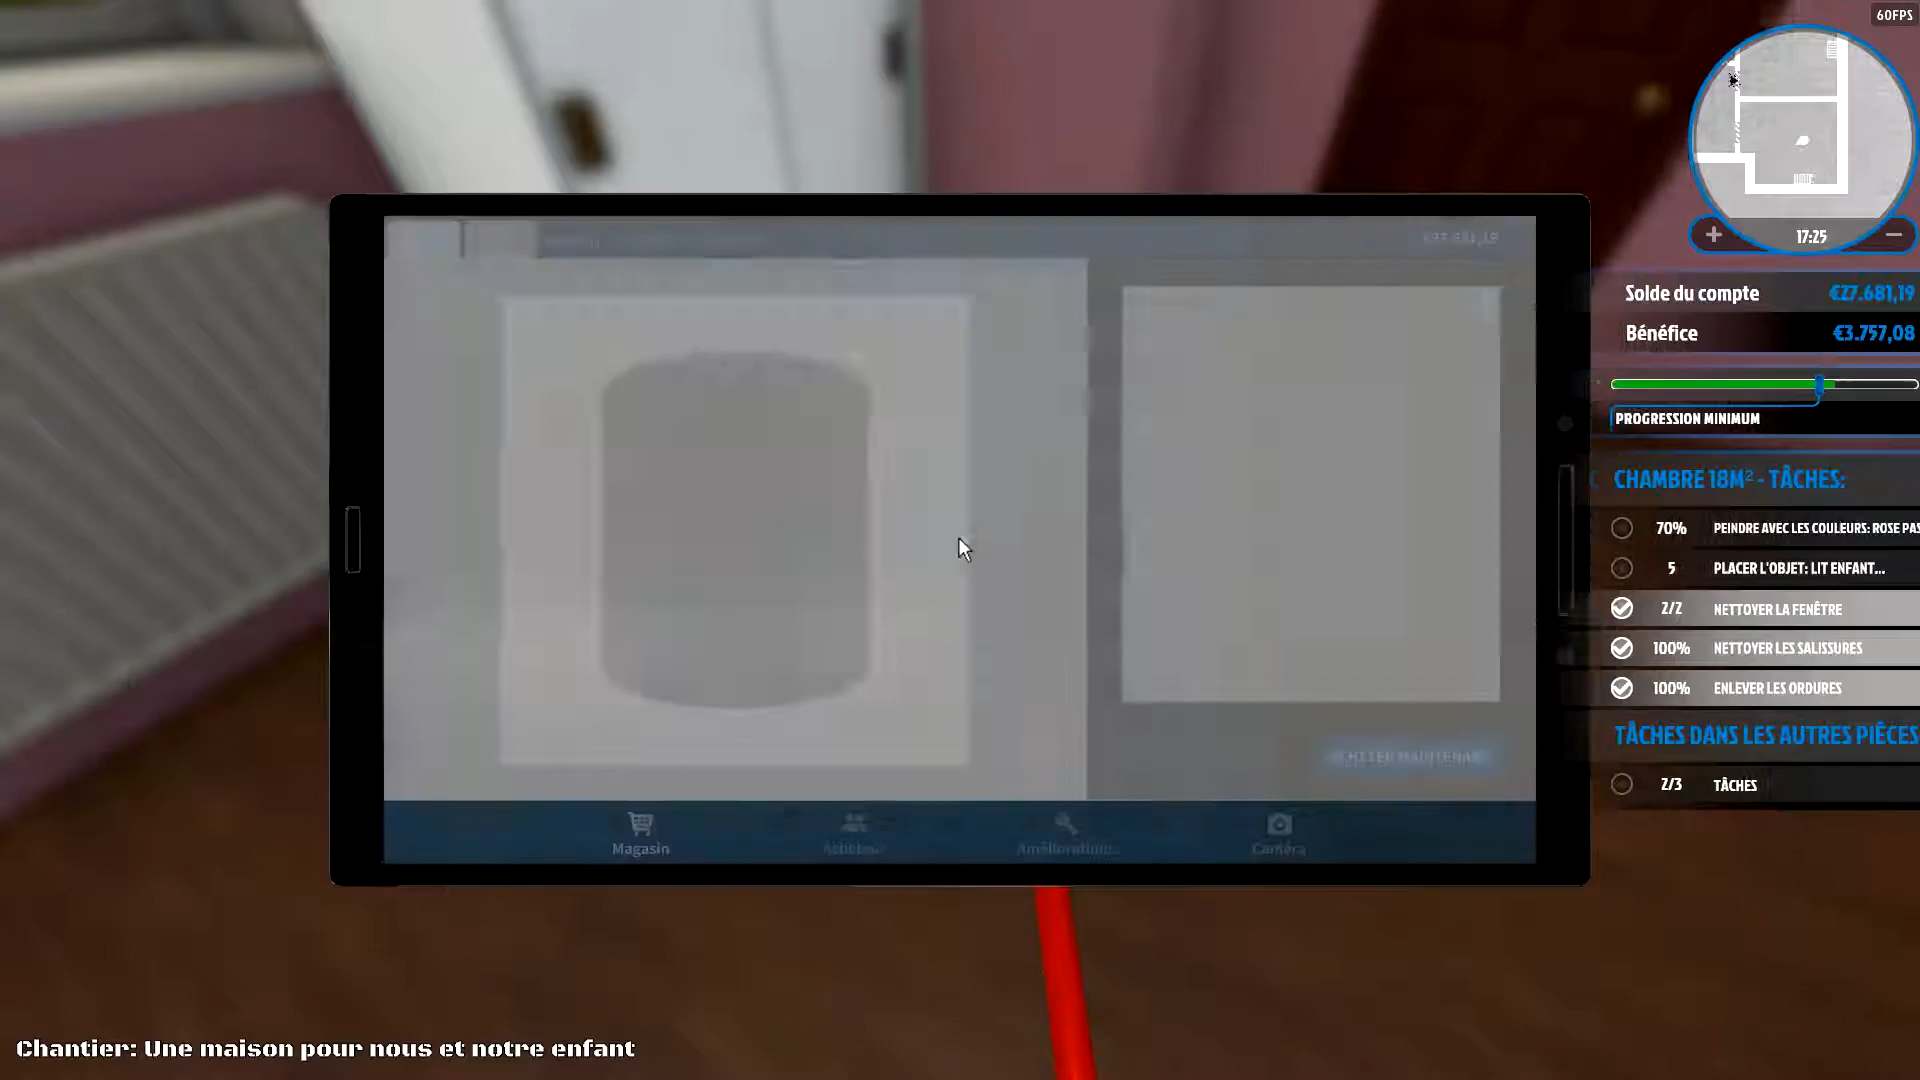 60FPS
17:25
Solde du compte €27.681,19
Bénéfice €3.757,08
PROGRESSION MINIMUM
CHAMBRE 18M² - TÂCHES:
70% PEINDRE AVEC LES COULEURS: ROSE PAS
5 PLACER L'OBJET: LIT ENFANT...
2/2 NETTOYER LA FENÊTRE
100% NETTOYER LES SALISSURES
100% ENLEVER LES ORDURES
TÂCHES DANS LES AUTRES PIÈCES
2/3 TÂCHES
Magasin Caméra
Chantier: Une maison pour nous et notre enfant